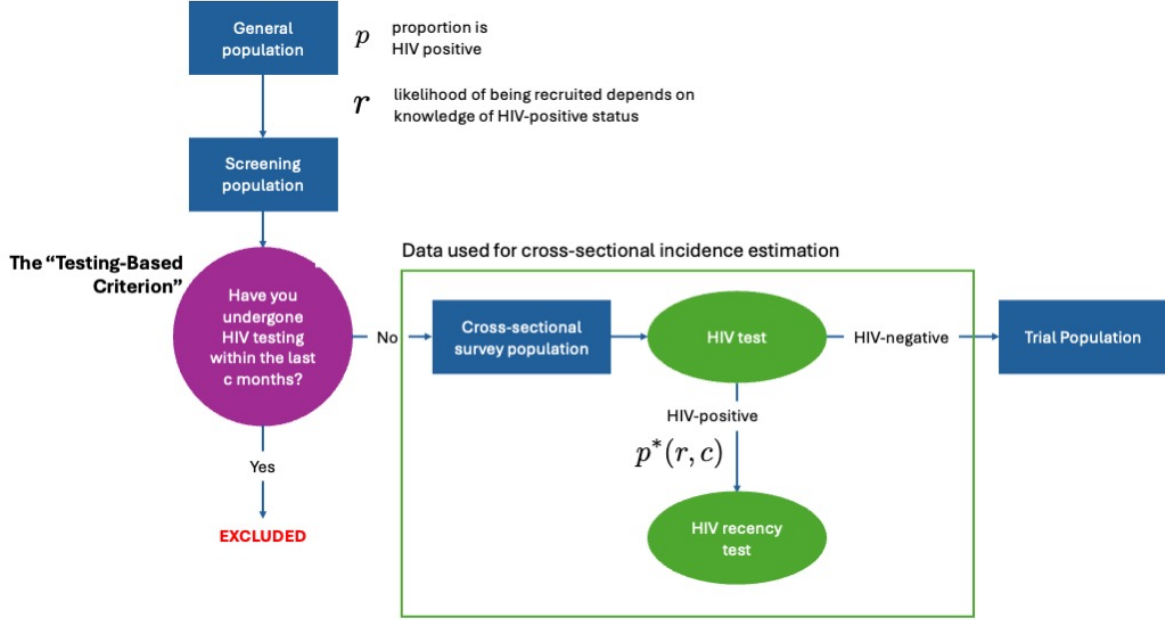 General
population
p
proportion is
HIV positive
r
likelihood of being recruited depends on
knowledge of HIV-positive status
Screening
population
The “Testing-Based
Criterion”
Have you
undergone
HIV testing
within the last
c months?
Data used for cross-sectional incidence estimation
No
Cross-sectional
survey population
HIV test
HIV-negative
Trial Population
HIV-positive
p*(r, c)
Yes
EXCLUDED
HIV recency
test